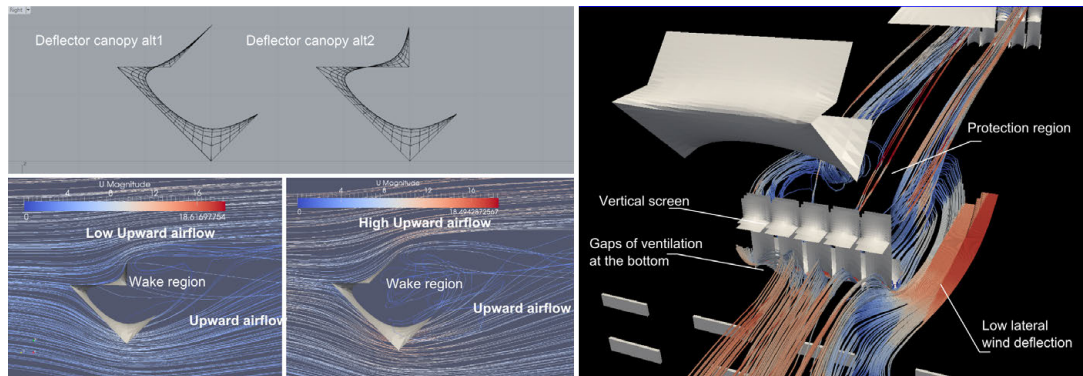 Right
Deflector canopy alt1
Deflector canopy alt2
U Magnitude
4 8 12 16
0
18.61697754
Low Upward airflow
Wake region
Upward airflow
U Magnitude
4 8 12 16
0
18.4942872567
High Upward airflow
Wake region
Upward airflow
Protection region
Vertical screen
Gaps of ventilation
at the bottom
Low lateral
wind deflection